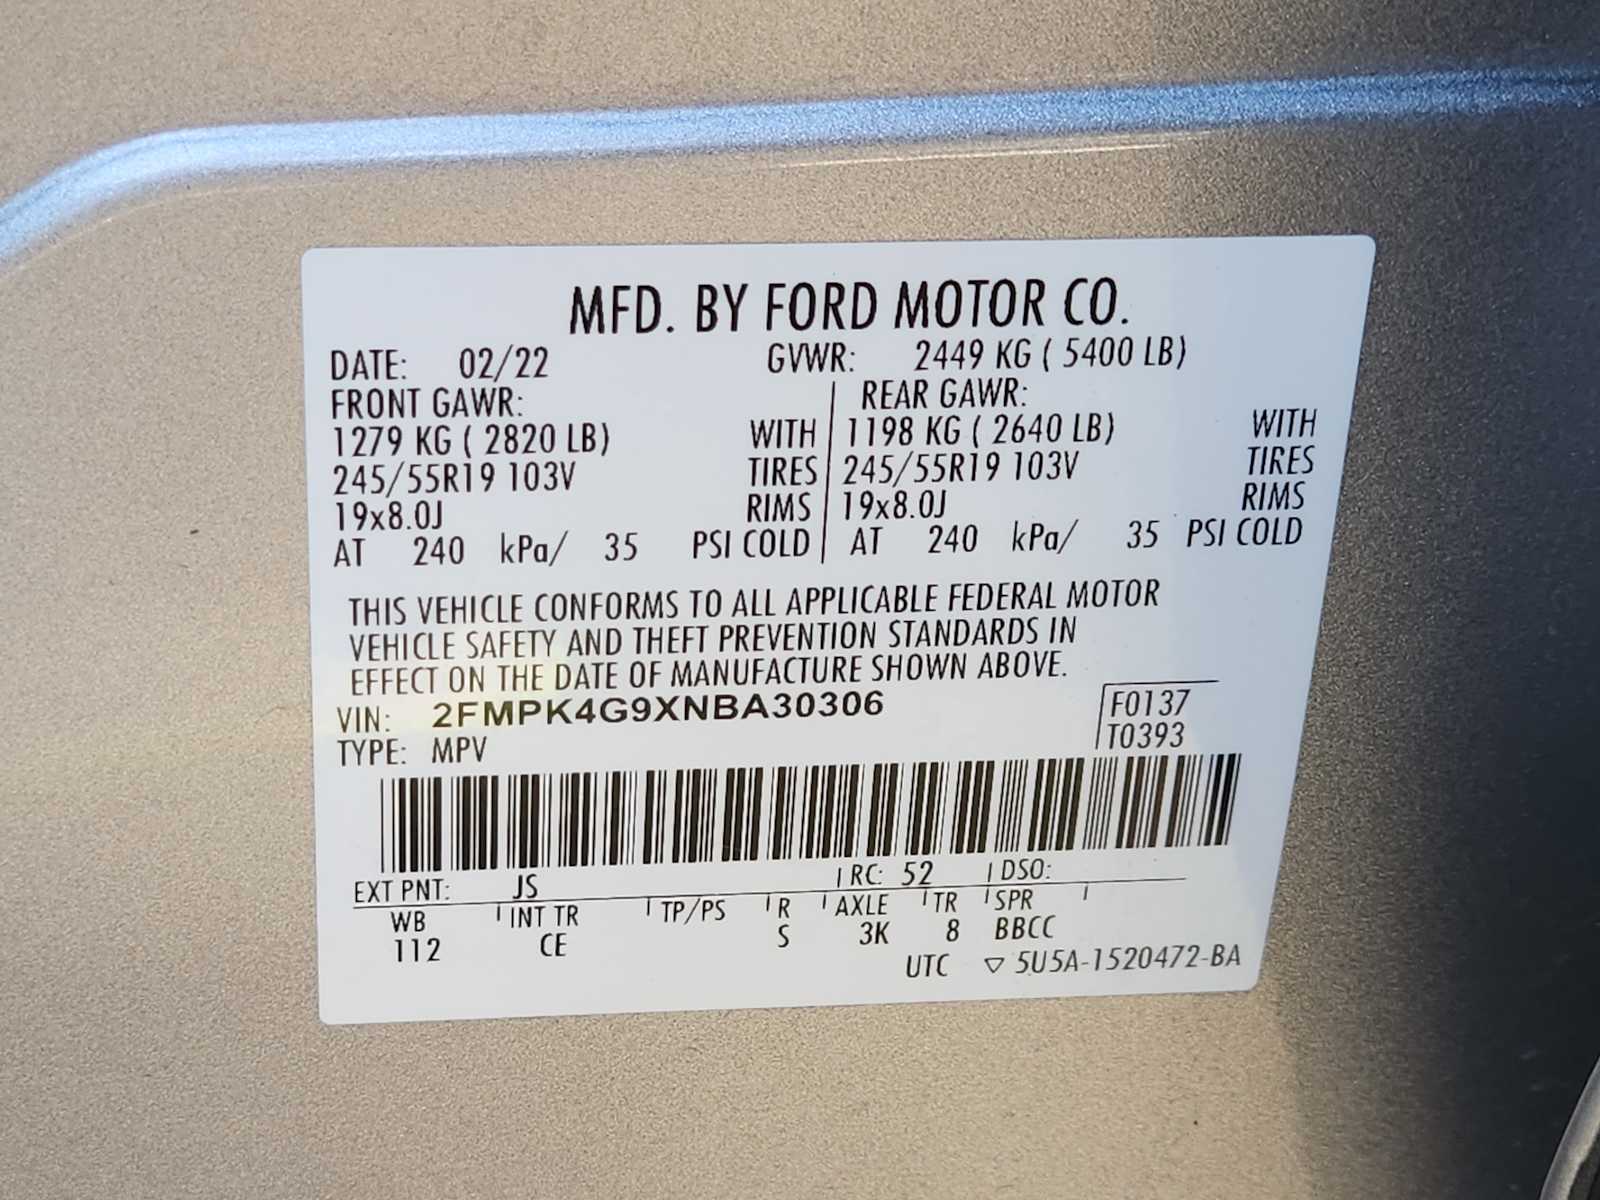 MFD. BY FORD MOTOR CO.
DATE: 02/22 GVWR: 2449 KG ( 5400 LB)
FRONT GAWR: REAR GAWR:
1279 KG ( 2820 LB) WITH 1198 KG ( 2640 LB) WITH
245/55R19 103V TIRES 245/55R19 103V TIRES
19x8.0J RIMS 19x8.0J RIMS
AT 240 kPa/ 35 PSI COLD AT 240 kPa/ 35 PSI COLD
THIS VEHICLE CONFORMS TO ALL APPLICABLE FEDERAL MOTOR
VEHICLE SAFETY AND THEFT PREVENTION STANDARDS IN
EFFECT ON THE DATE OF MANUFACTURE SHOWN ABOVE.
VIN: 2FMPK4G9XNBA30306 F0137
TYPE: MPV T0393
EXT PNT: JS RC: 52 DSO:
WB INT TR TP/PS R AXLE TR SPR
112 CE S 3K 8 BBCC
UTC ▽ 5U5A-1520472-BA